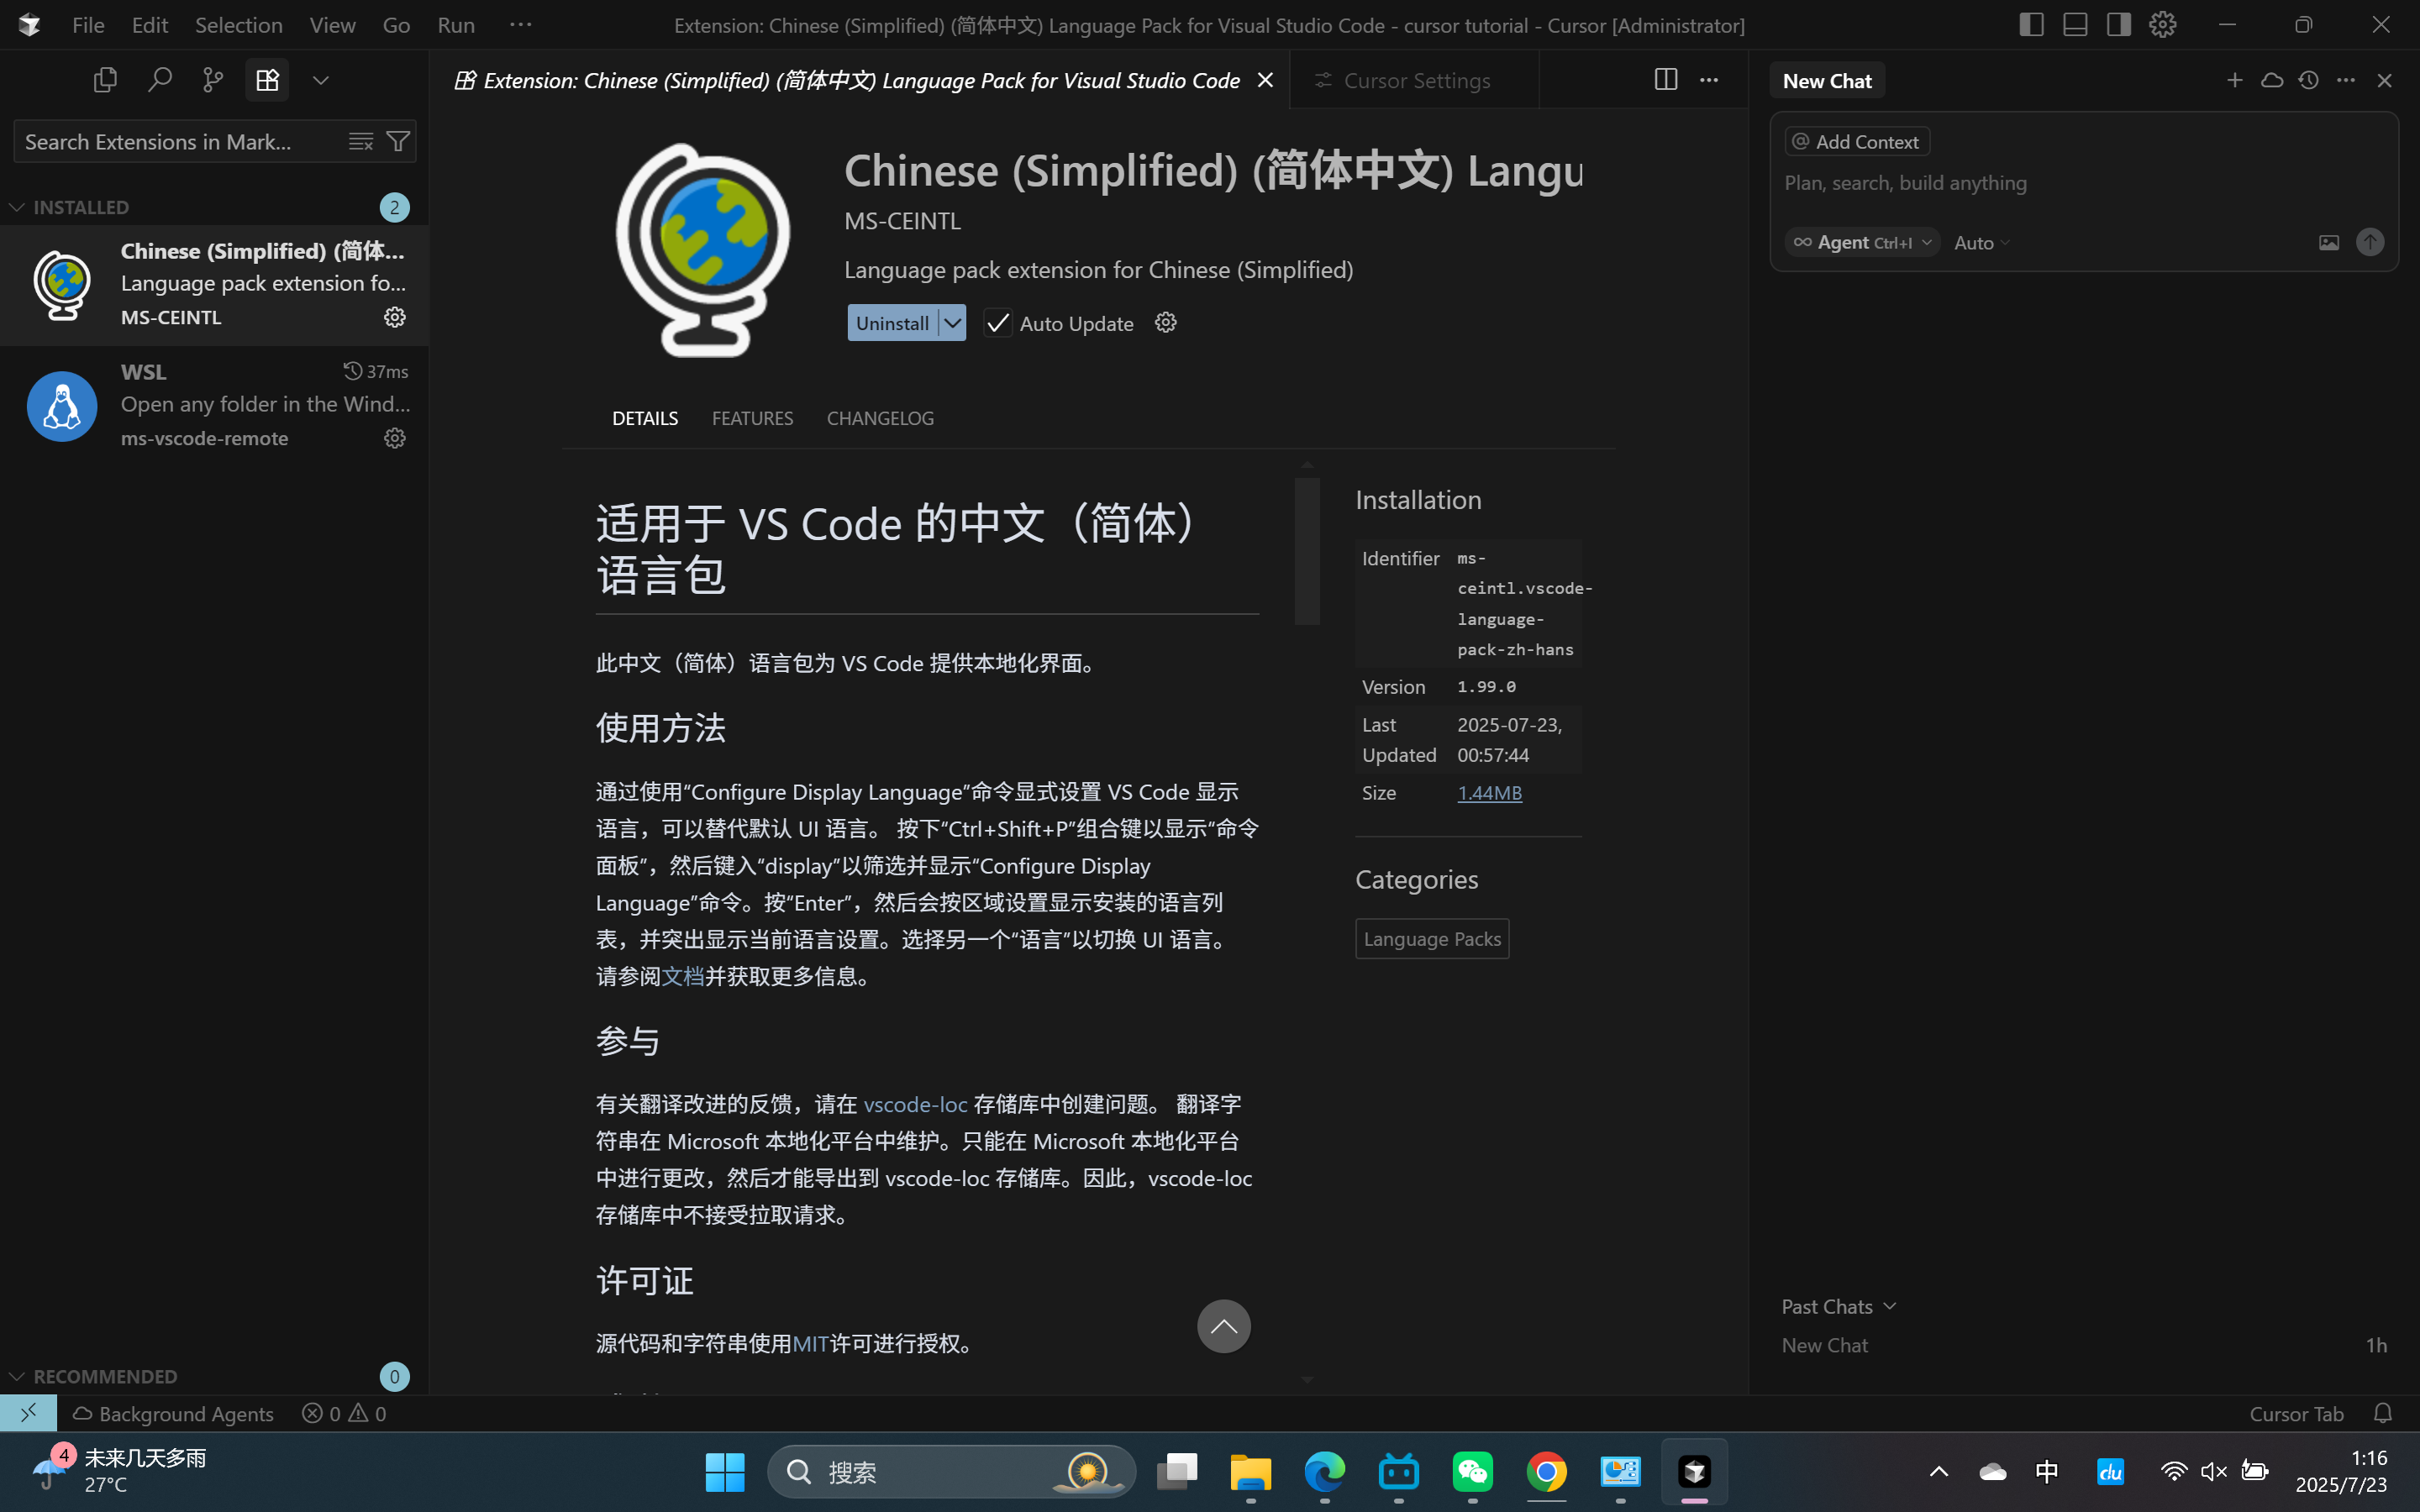 File Edit Selection View Go Run ···
Extension: Chinese (Simplified) (简体中文) Language Pack for Visual Studio Code - cursor tutorial - Cursor [Administrator]
Search Extensions in Mark...
INSTALLED 2
Chinese (Simplified) (简体...
Language pack extension fo...
MS-CEINTL
WSL 37ms
Open any folder in the Wind...
ms-vscode-remote
RECOMMENDED 0
Extension: Chinese (Simplified) (简体中文) Language Pack for Visual Studio Code
Cursor Settings
Chinese (Simplified) (简体中文) Langu
MS-CEINTL
Language pack extension for Chinese (Simplified)
Uninstall
Auto Update
DETAILS FEATURES CHANGELOG
适用于 VS Code 的中文（简体）
语言包
此中文（简体）语言包为 VS Code 提供本地化界面。
使用方法
通过使用“Configure Display Language”命令显式设置 VS Code 显示
语言，可以替代默认 UI 语言。 按下“Ctrl+Shift+P”组合键以显示“命令
面板”，然后键入“display”以筛选并显示“Configure Display
Language”命令。按“Enter”，然后会按区域设置显示安装的语言列
表，并突出显示当前语言设置。选择另一个“语言”以切换 UI 语言。
请参阅文档并获取更多信息。
参与
有关翻译改进的反馈，请在 vscode-loc 存储库中创建问题。 翻译字
符串在 Microsoft 本地化平台中维护。只能在 Microsoft 本地化平台
中进行更改，然后才能导出到 vscode-loc 存储库。因此，vscode-loc
存储库中不接受拉取请求。
许可证
源代码和字符串使用MIT许可进行授权。
Installation
Identifier ms-
ceintl.vscode-
language-
pack-zh-hans
Version 1.99.0
Last 2025-07-23,
Updated 00:57:44
Size 1.44MB
Categories
Language Packs
New Chat
@ Add Context
Plan, search, build anything
Agent Ctrl+I Auto
Past Chats
New Chat 1h
Background Agents 0 0
Cursor Tab
4
未来几天多雨
27°C
搜索
中
du
1:16
2025/7/23